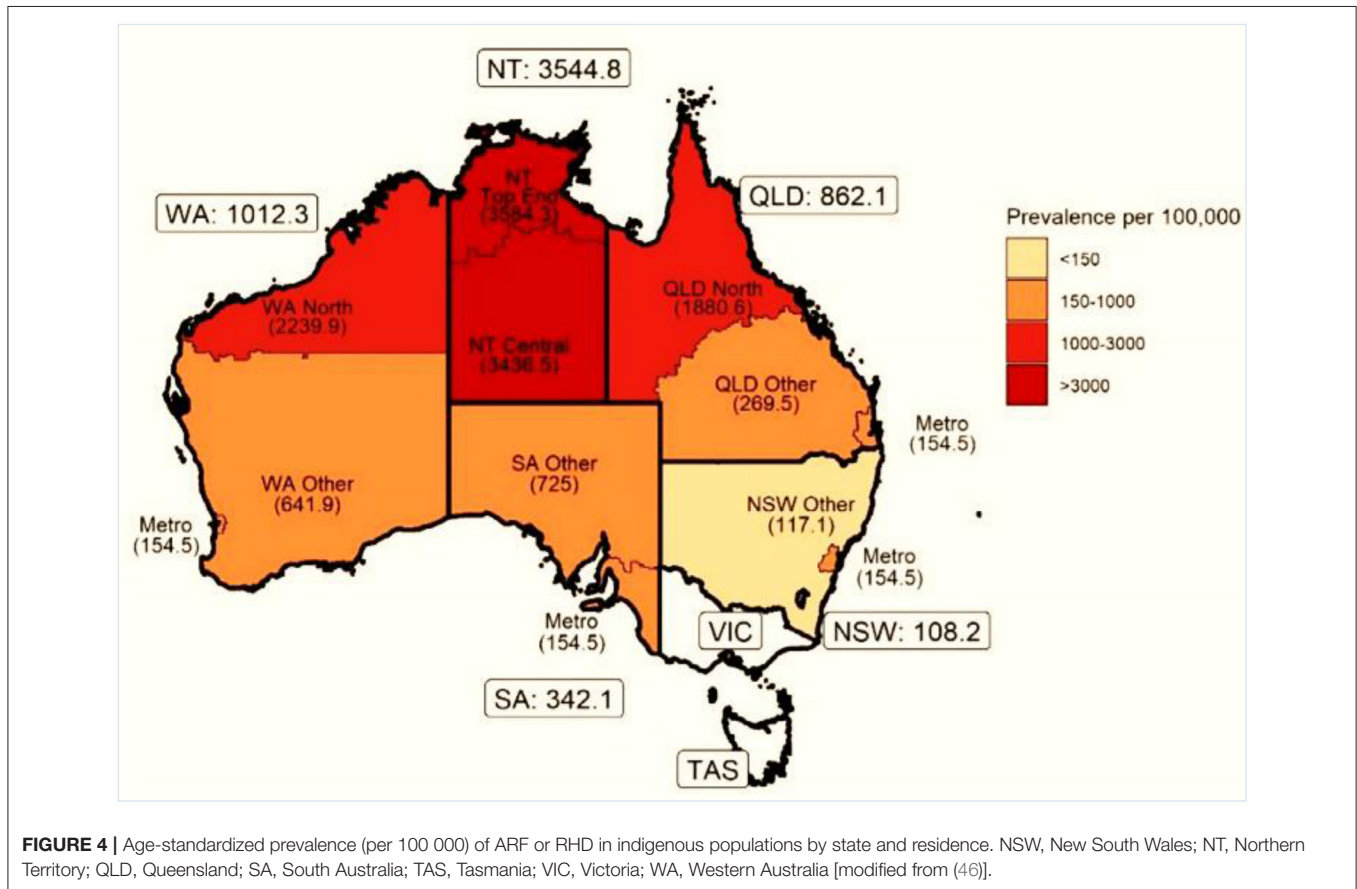 NT: 3544.8
WA: 1012.3
QLD: 862.1
NT
Top End
(3584.3)
WA North
(2239.9)
QLD North
(1880.6)
NT Central
(3436.5)
QLD Other
(269.5)
Metro
(154.5)
WA Other
(641.9)
SA Other
(725)
NSW Other
(117.1)
Metro
(154.5)
Metro
(154.5)
Metro
(154.5)
VIC
NSW: 108.2
SA: 342.1
TAS
Prevalence per 100,000
<150
150-1000
1000-3000
>3000
FIGURE 4 | Age-standardized prevalence (per 100 000) of ARF or RHD in indigenous populations by state and residence. NSW, New South Wales; NT, Northern
Territory; QLD, Queensland; SA, South Australia; TAS, Tasmania; VIC, Victoria; WA, Western Australia [modified from (46)].